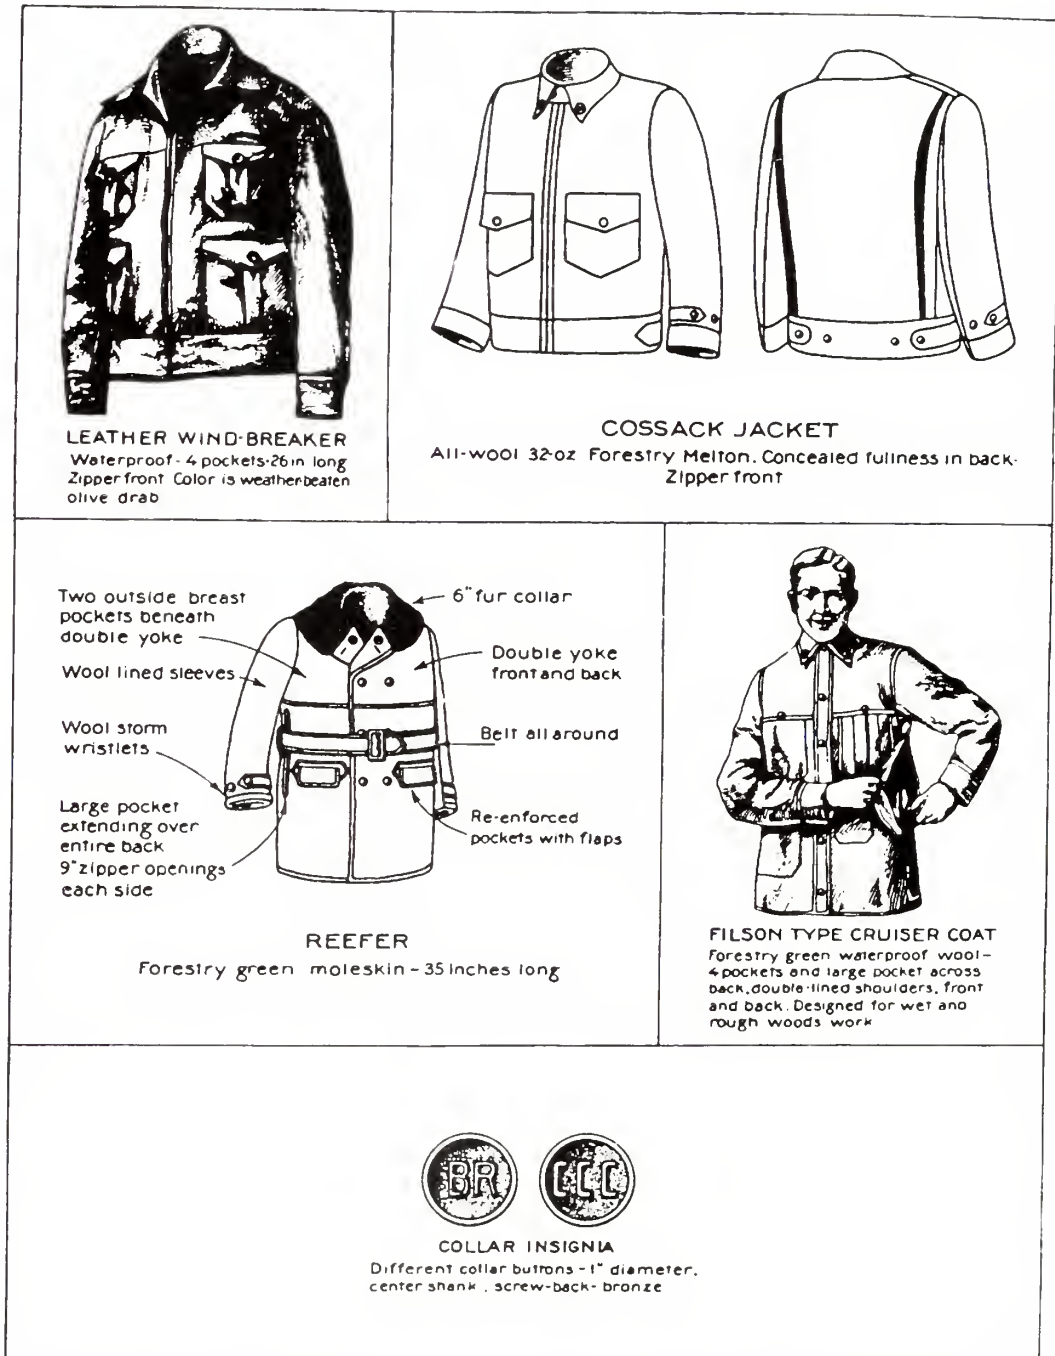 LEATHER WIND-BREAKER
Waterproof - 4 pockets - 26 in long
Zipper front Color is weatherbeaten
olive drab
COSSACK JACKET
All-wool 32-oz Forestry Melton. Concealed fullness in back-
Zipper front
Two outside breast
pockets beneath
double yoke
Wool lined sleeves
Wool storm
wristlets
Large pocket
extending over
entire back
9" zipper openings
each side
6" fur collar
Double yoke
front and back
Belt all around
Re-enforced
pockets with flaps
REEFER
Forestry green moleskin - 35 inches long
FILSON TYPE CRUISER COAT
Forestry green waterproof wool-
4 pockets and large pocket across
back, double-lined shoulders, front
and back. Designed for wet and
rough woods work
BR CCC
COLLAR INSIGNIA
Different collar buttons - 1" diameter,
center shank, screw-back - bronze